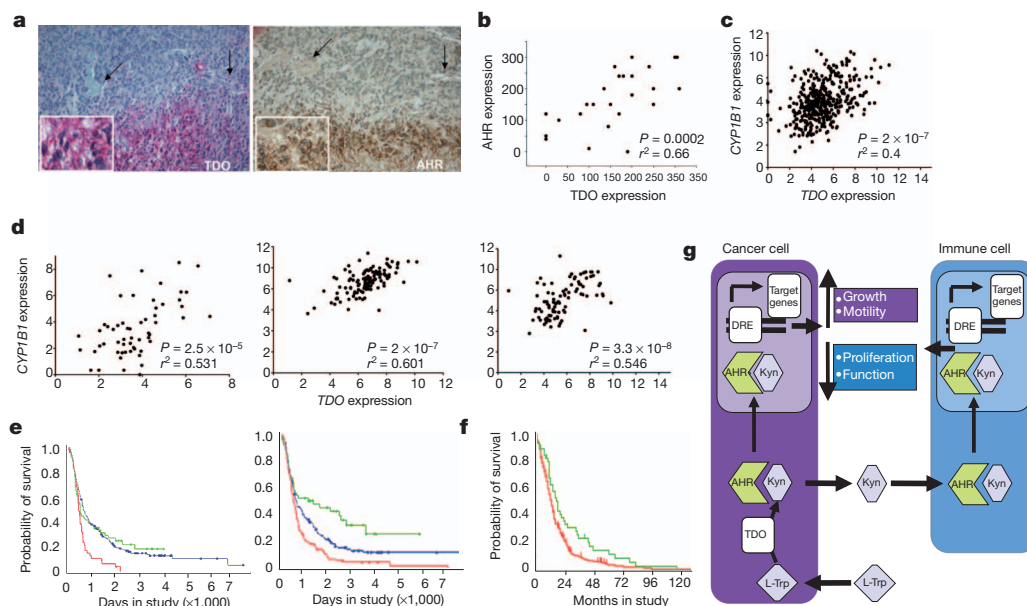 a
TDO
AHR
b
AHR expression
300
240
180
120
60
0
P = 0.0002
r² = 0.66
0 50 100 150 200 250 300 350
TDO expression
c
CYP1B1 expression
12
10
8
6
4
2
0
P = 2 × 10⁻⁷
r² = 0.4
0 2 4 6 8 10 12 14
TDO expression
d
CYP1B1 expression
8
6
4
2
0
P = 2.5 × 10⁻⁵
r² = 0.531
0 1 2 3 4 5 6 7 8
12
10
8
6
4
2
0
P = 2 × 10⁻⁷
r² = 0.601
0 2 4 6 8 10 12
12
10
8
6
4
2
0
P = 3.3 × 10⁻⁸
r² = 0.546
0 2 4 6 8 10 12 14
TDO expression
e
Probability of survival
1.0
0.8
0.6
0.4
0.2
0
1 2 3 4 5 6 7
Days in study (×1,000)
1.0
0.8
0.6
0.4
0.2
0
1 2 3 4 5 6 7
Days in study (×1,000)
f
Probability of survival
1.0
0.8
0.6
0.4
0.2
0
0 24 48 72 96 120
Months in study
g
Cancer cell
Immune cell
Target
genes
DRE
AHR
Kyn
• Growth
• Motility
• Proliferation
• Function
Target
genes
DRE
AHR
Kyn
AHR
Kyn
Kyn
AHR
Kyn
TDO
L-Trp
L-Trp